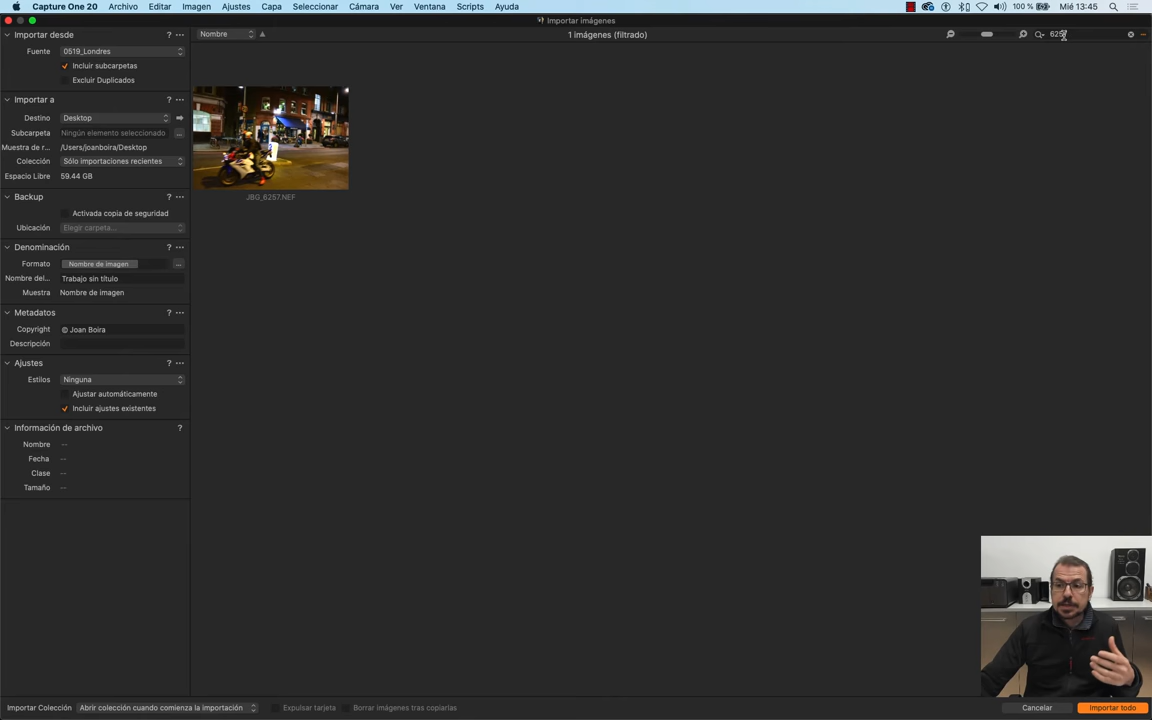 Capture One 20 Archivo Editar Imagen Ajustes Capa Seleccionar Cámara Ver Ventana Scripts Ayuda 100 % Mié 13:45
Importar imágenes
Importar desde ? ...
Nombre
1 imágenes (filtrado)
6257
Fuente 0519_Londres
Incluir subcarpetas
Excluir Duplicados
Importar a ? ...
Destino Desktop
Subcarpeta Ningún elemento seleccionado ...
Muestra de r... /Users/joanboira/Desktop
Colección Sólo importaciones recientes
Espacio Libre 59.44 GB
Backup ? ...
Activada copia de seguridad
Ubicación Elegir carpeta...
Denominación ? ...
Formato Nombre de imagen ...
Nombre del... Trabajo sin título
Muestra Nombre de imagen
Metadatos ? ...
Copyright © Joan Boira
Descripción
Ajustes ? ...
Estilos Ninguna
Ajustar automáticamente
Incluir ajustes existentes
Información de archivo ?
Nombre --
Fecha --
Clase --
Tamaño --
JBG_6257.NEF
Importar Colección Abrir colección cuando comienza la importación Expulsar tarjeta Borrar imágenes tras copiarlas Cancelar Importar todo